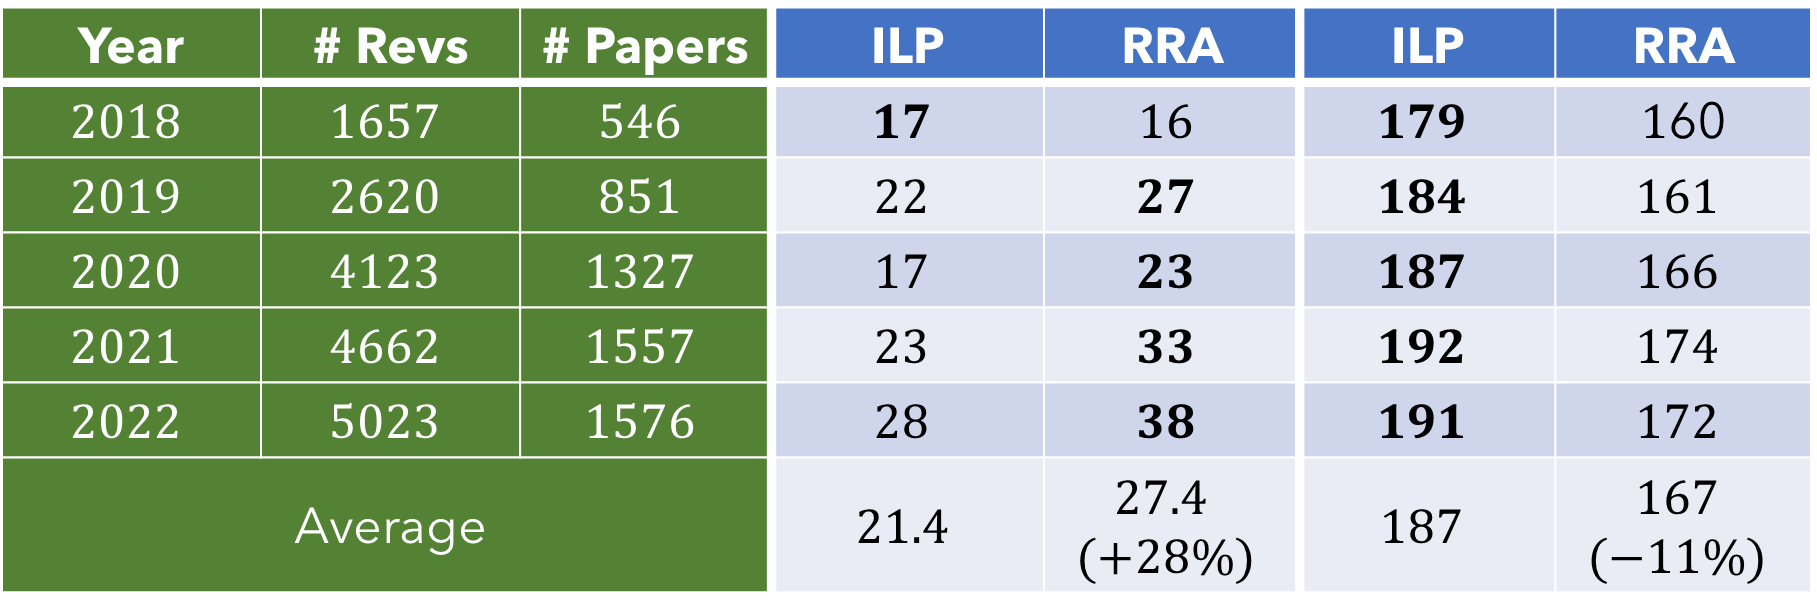 Year # Revs # Papers ILP RRA ILP RRA
2018 1657 546 17 16 179 160
2019 2620 851 22 27 184 161
2020 4123 1327 17 23 187 166
2021 4662 1557 23 33 192 174
2022 5023 1576 28 38 191 172
Average 21.4 27.4 (+28%) 187 167 (−11%)